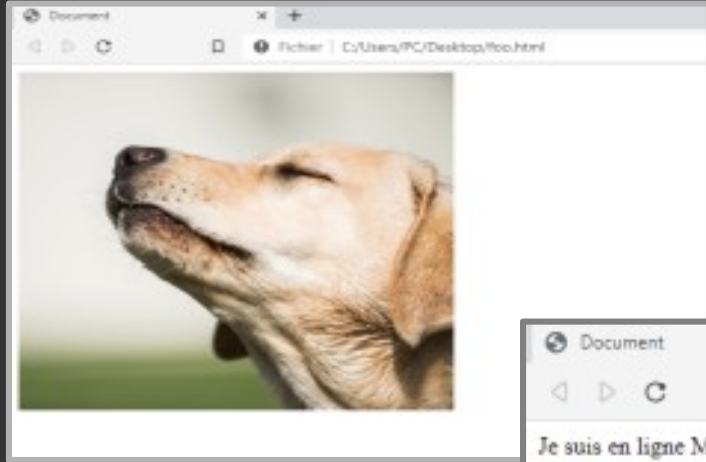 Document
Fichier | C:/Users/PC/Desktop/foo.html
Document
Je suis en ligne M